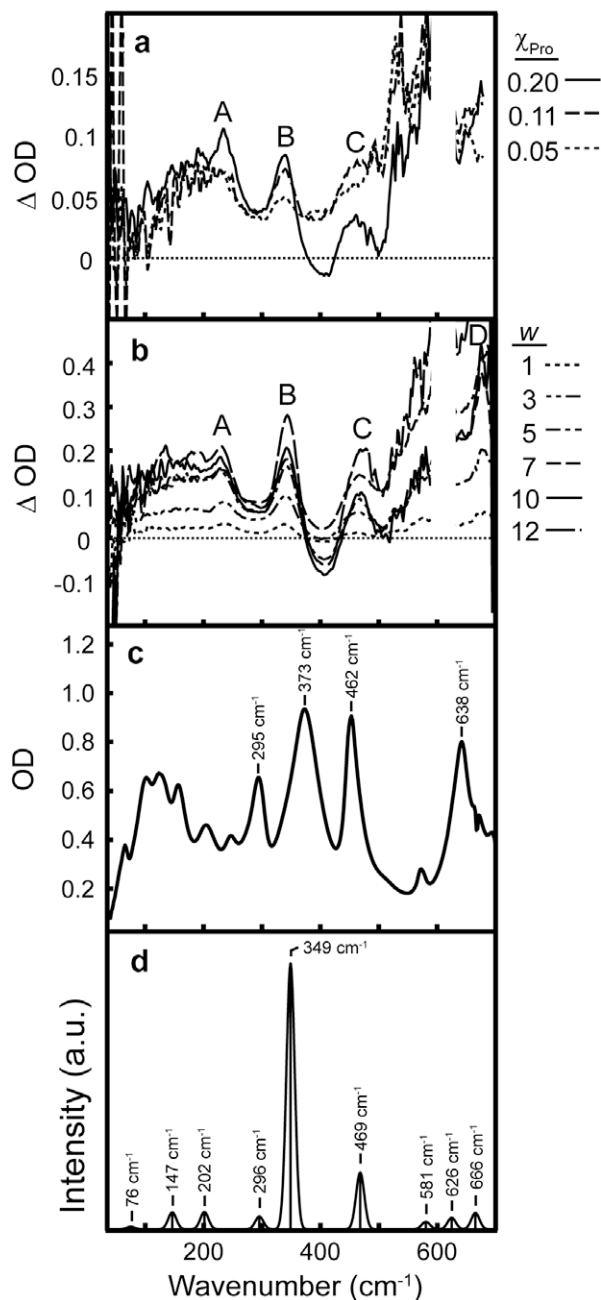 a
χPro
0.20
0.11
0.05
0.15
0.1
0.05
0
Δ OD
A
B
C
b
w
1
3
5
7
10
12
0.4
0.3
0.2
0.1
0
-0.1
Δ OD
A
B
C
D
c
1.2
1.0
0.8
0.6
0.4
0.2
OD
295 cm-1
373 cm-1
462 cm-1
638 cm-1
d
Intensity (a.u.)
76 cm-1
147 cm-1
202 cm-1
296 cm-1
349 cm-1
469 cm-1
581 cm-1
626 cm-1
666 cm-1
200
400
600
Wavenumber (cm-1)